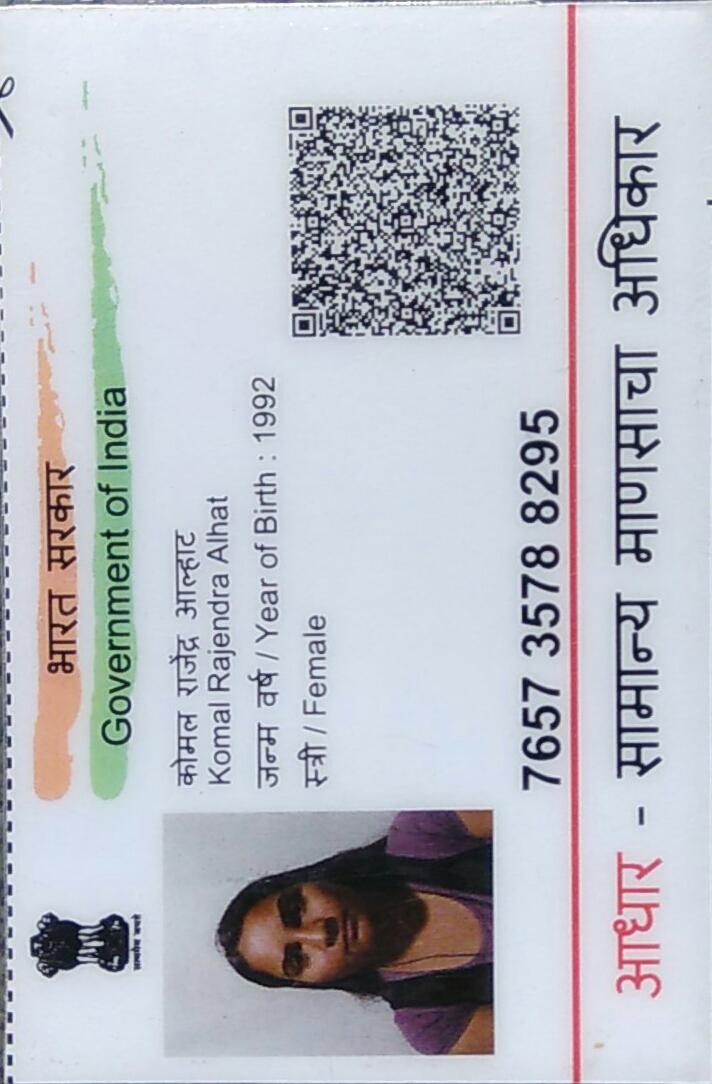 भारत सरकार
Government of India
कोमल राजेंद्र आल्हाट
Komal Rajendra Alhat
जन्म वर्ष / Year of Birth : 1992
स्त्री / Female
7657 3578 8295
आधार - सामान्य माणसाचा अधिकार